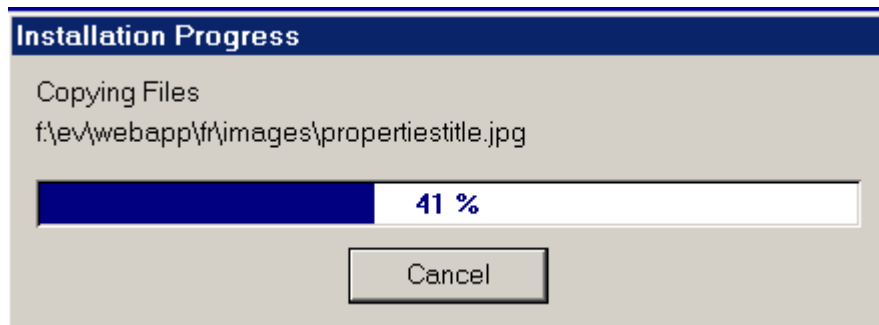 Installation Progress
Copying Files
f:\ev\webapp\fr\images\propertiestitle.jpg
41 %
Cancel